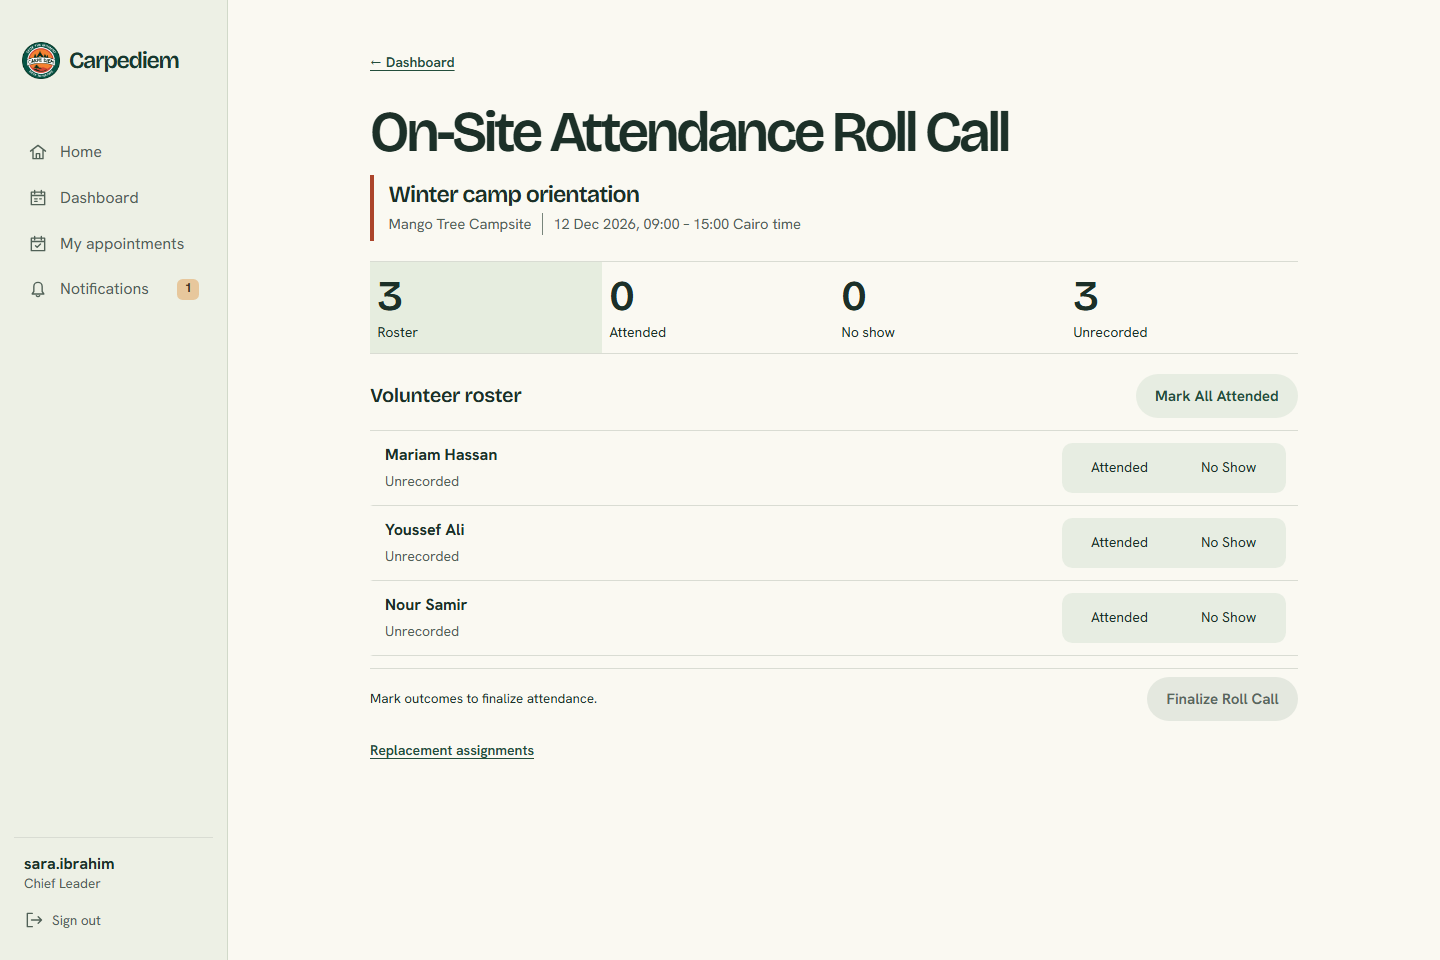 Carpediem
Home
Dashboard
My appointments
Notifications 1
sara.ibrahim
Chief Leader
Sign out
← Dashboard
On-Site Attendance Roll Call
Winter camp orientation
Mango Tree Campsite 12 Dec 2026, 09:00 – 15:00 Cairo time
3 0 0 3
Roster Attended No show Unrecorded
Volunteer roster Mark All Attended
Mariam Hassan
Unrecorded
Attended No Show
Youssef Ali
Unrecorded
Attended No Show
Nour Samir
Unrecorded
Attended No Show
Mark outcomes to finalize attendance. Finalize Roll Call
Replacement assignments